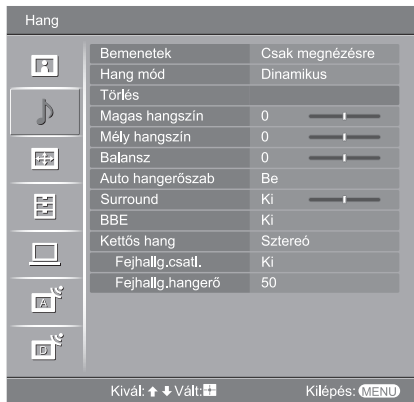 Hang
Bemenetek Csak megnézésre
Hang mód Dinamikus
Törlés
Magas hangszín 0
Mély hangszín 0
Balansz 0
Auto hangerőszab Be
Surround Ki
BBE Ki
Kettős hang Sztereó
Fejhallg.csatl. Ki
Fejhallg.hangerő 50
A
D
Kivál: Vált: Kilépés: MENU